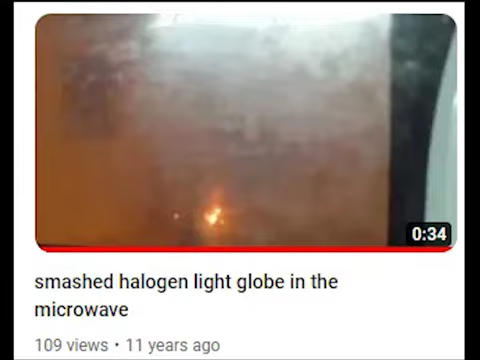 0:34
smashed halogen light globe in the
microwave
109 views • 11 years ago